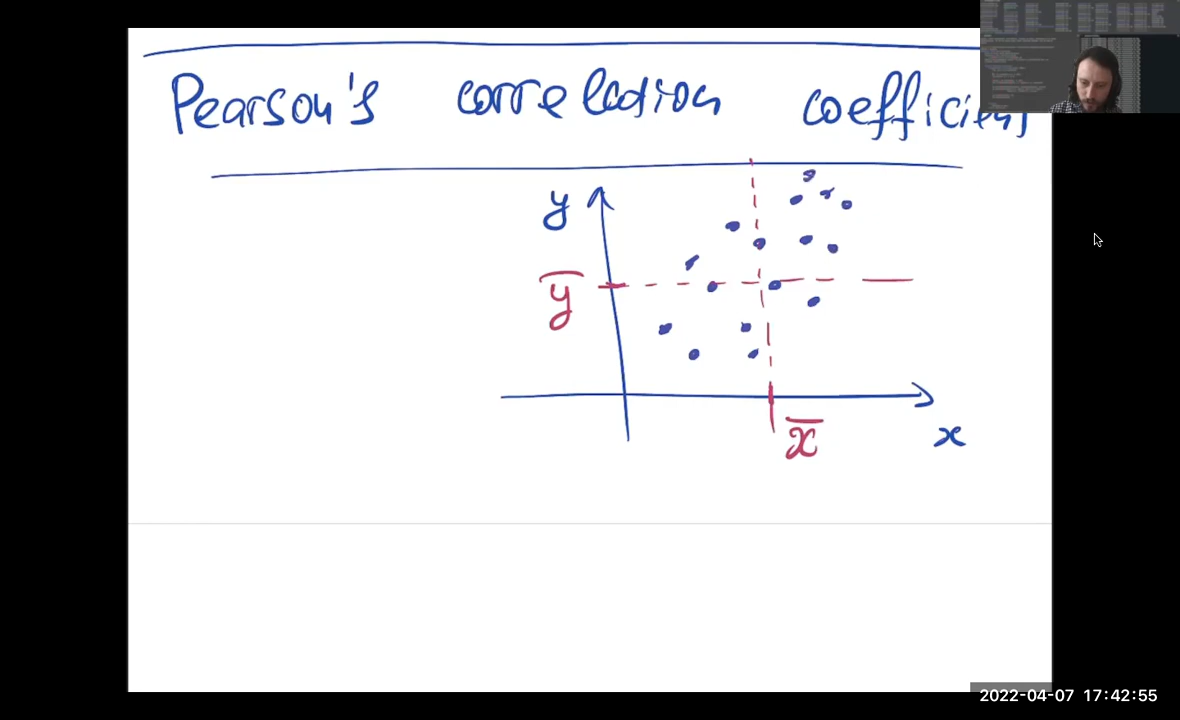 Pearson's correlation coefficient
y
y̅
x̅
x
2022-04-07 17:42:55